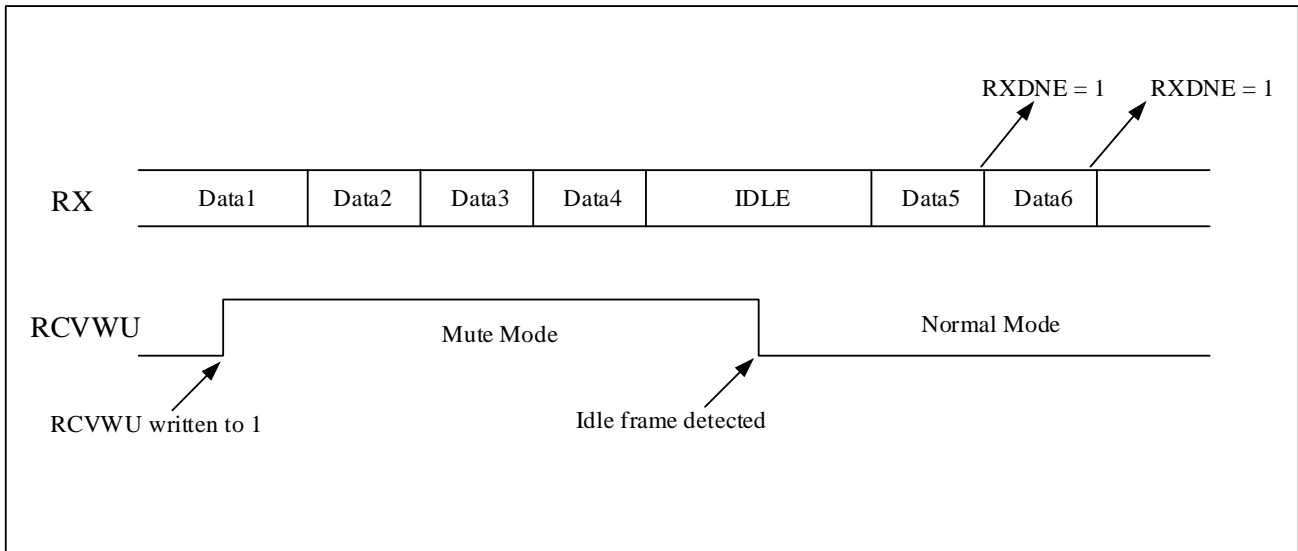 RXDNE = 1 RXDNE = 1
RX Data1 Data2 Data3 Data4 IDLE Data5 Data6
RCVWU Mute Mode Normal Mode
RCVWU written to 1 Idle frame detected